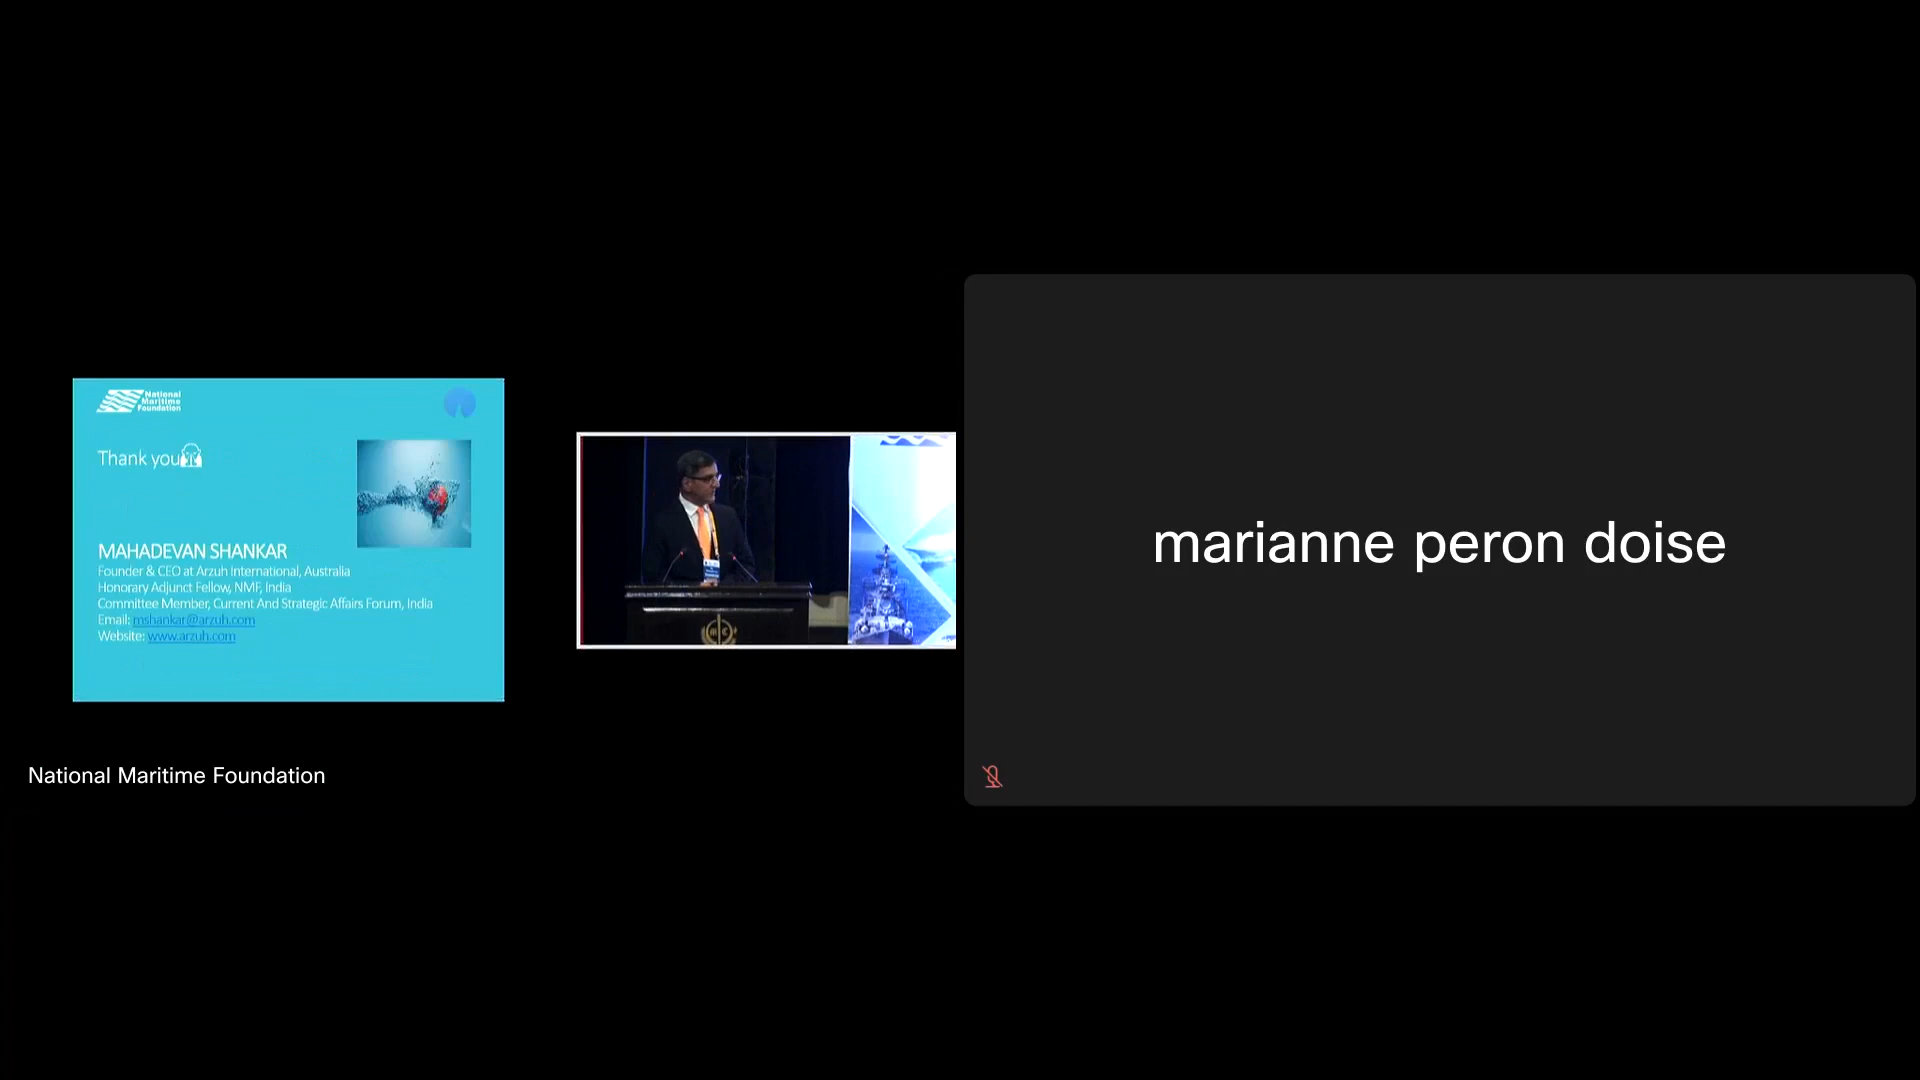 National
Maritime
Foundation
Thank you
MAHADEVAN SHANKAR
Founder & CEO at Arzuh International, Australia
Honorary Adjunct Fellow, NMF, India
Committee Member, Current And Strategic Affairs Forum, India
Email: mshankar@arzuh.com
Website: www.arzuh.com
National Maritime Foundation
marianne peron doise